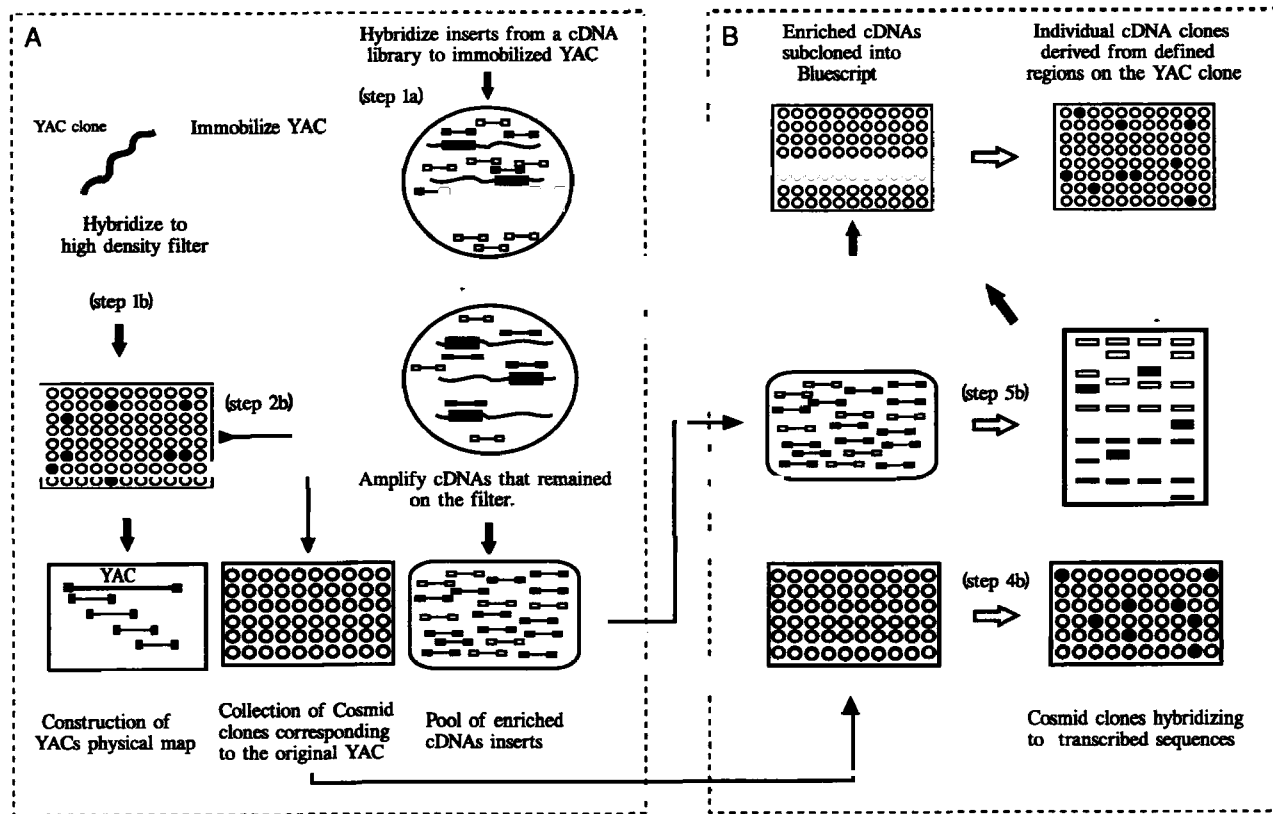 A
Hybridize inserts from a cDNA
library to immobilized YAC
(step 1a)
YAC clone
Immobilize YAC
Hybridize to
high density filter
(step 1b)
(step 2b)
Amplify cDNAs that remained
on the filter.
YAC
Construction of
YACs physical map
Collection of Cosmid
clones corresponding
to the original YAC
Pool of enriched
cDNAs inserts
B
Enriched cDNAs
subcloned into
Bluescript
Individual cDNA clones
derived from defined
regions on the YAC clone
(step 5b)
(step 4b)
Cosmid clones hybridizing
to transcribed sequences